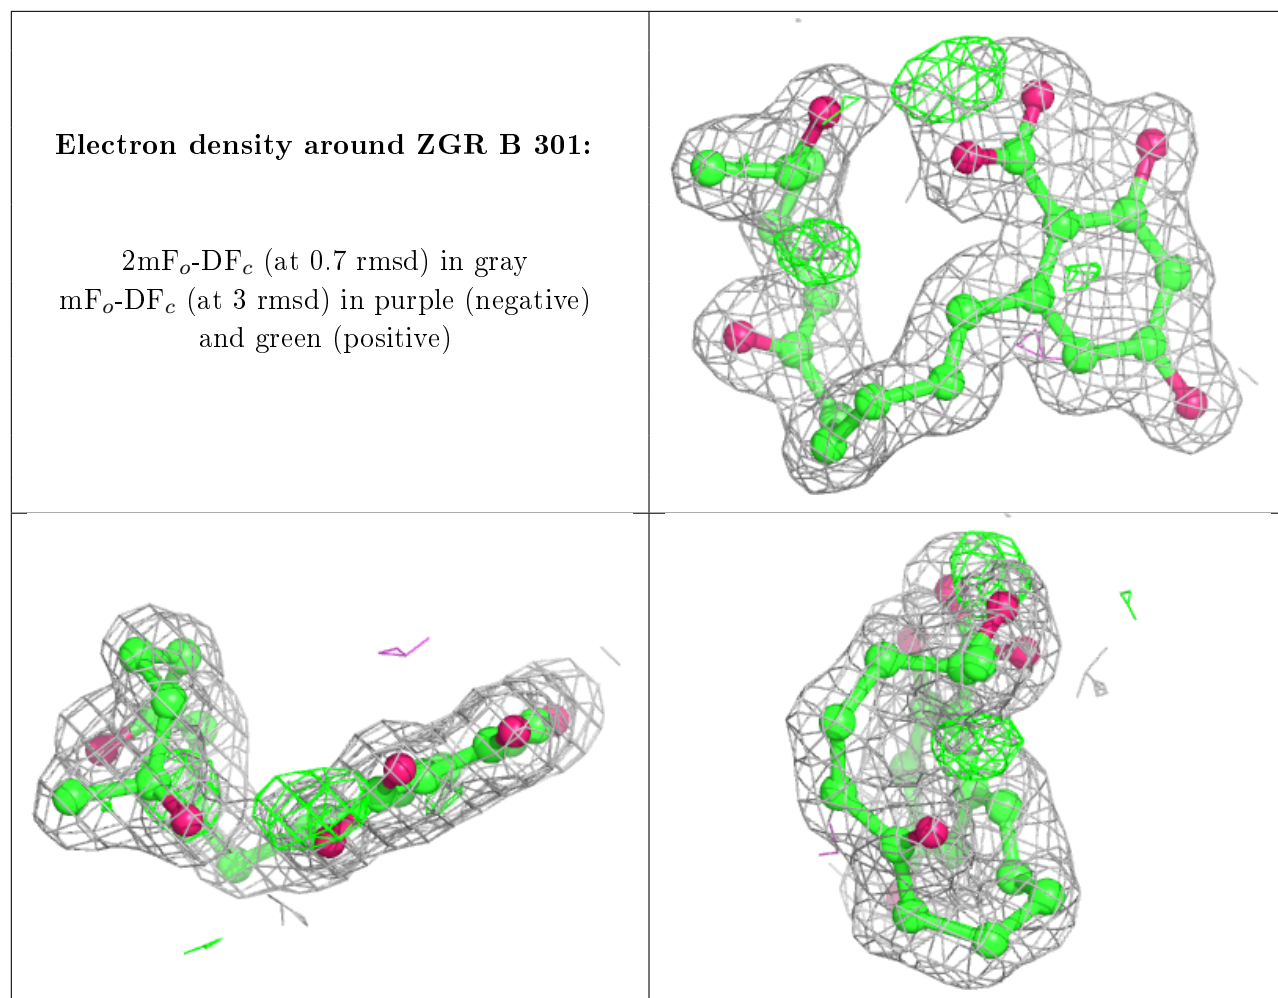 Electron density around ZGR B 301:
2mFₒ-DF𝒸 (at 0.7 rmsd) in gray
mFₒ-DF𝒸 (at 3 rmsd) in purple (negative)
and green (positive)